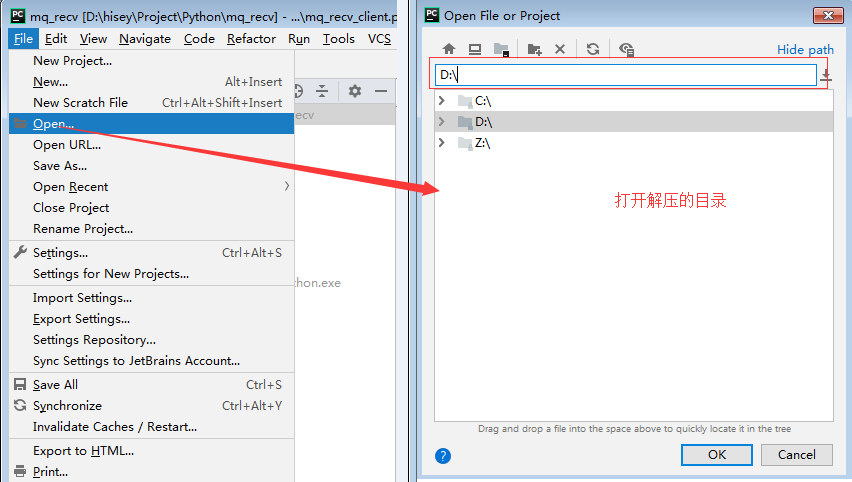 mq_recv [D:\hisey\Project\Python\mq_recv] - ...\mq_recv_client.p
File Edit View Navigate Code Refactor Run Tools VCS
New Project...
New... Alt+Insert
New Scratch File Ctrl+Alt+Shift+Insert
Open...
recv
Open URL...
Save As...
Open Recent
Close Project
Rename Project...
Settings... Ctrl+Alt+S
Settings for New Projects...
thon.exe
Import Settings...
Export Settings...
Settings Repository...
Sync Settings to JetBrains Account...
Save All Ctrl+S
Synchronize Ctrl+Alt+Y
Invalidate Caches / Restart...
Export to HTML...
Print...
Open File or Project
Hide path
D:\
C:\
D:\
Z:\
打开解压的目录
Drag and drop a file into the space above to quickly locate it in the tree
?
OK Cancel